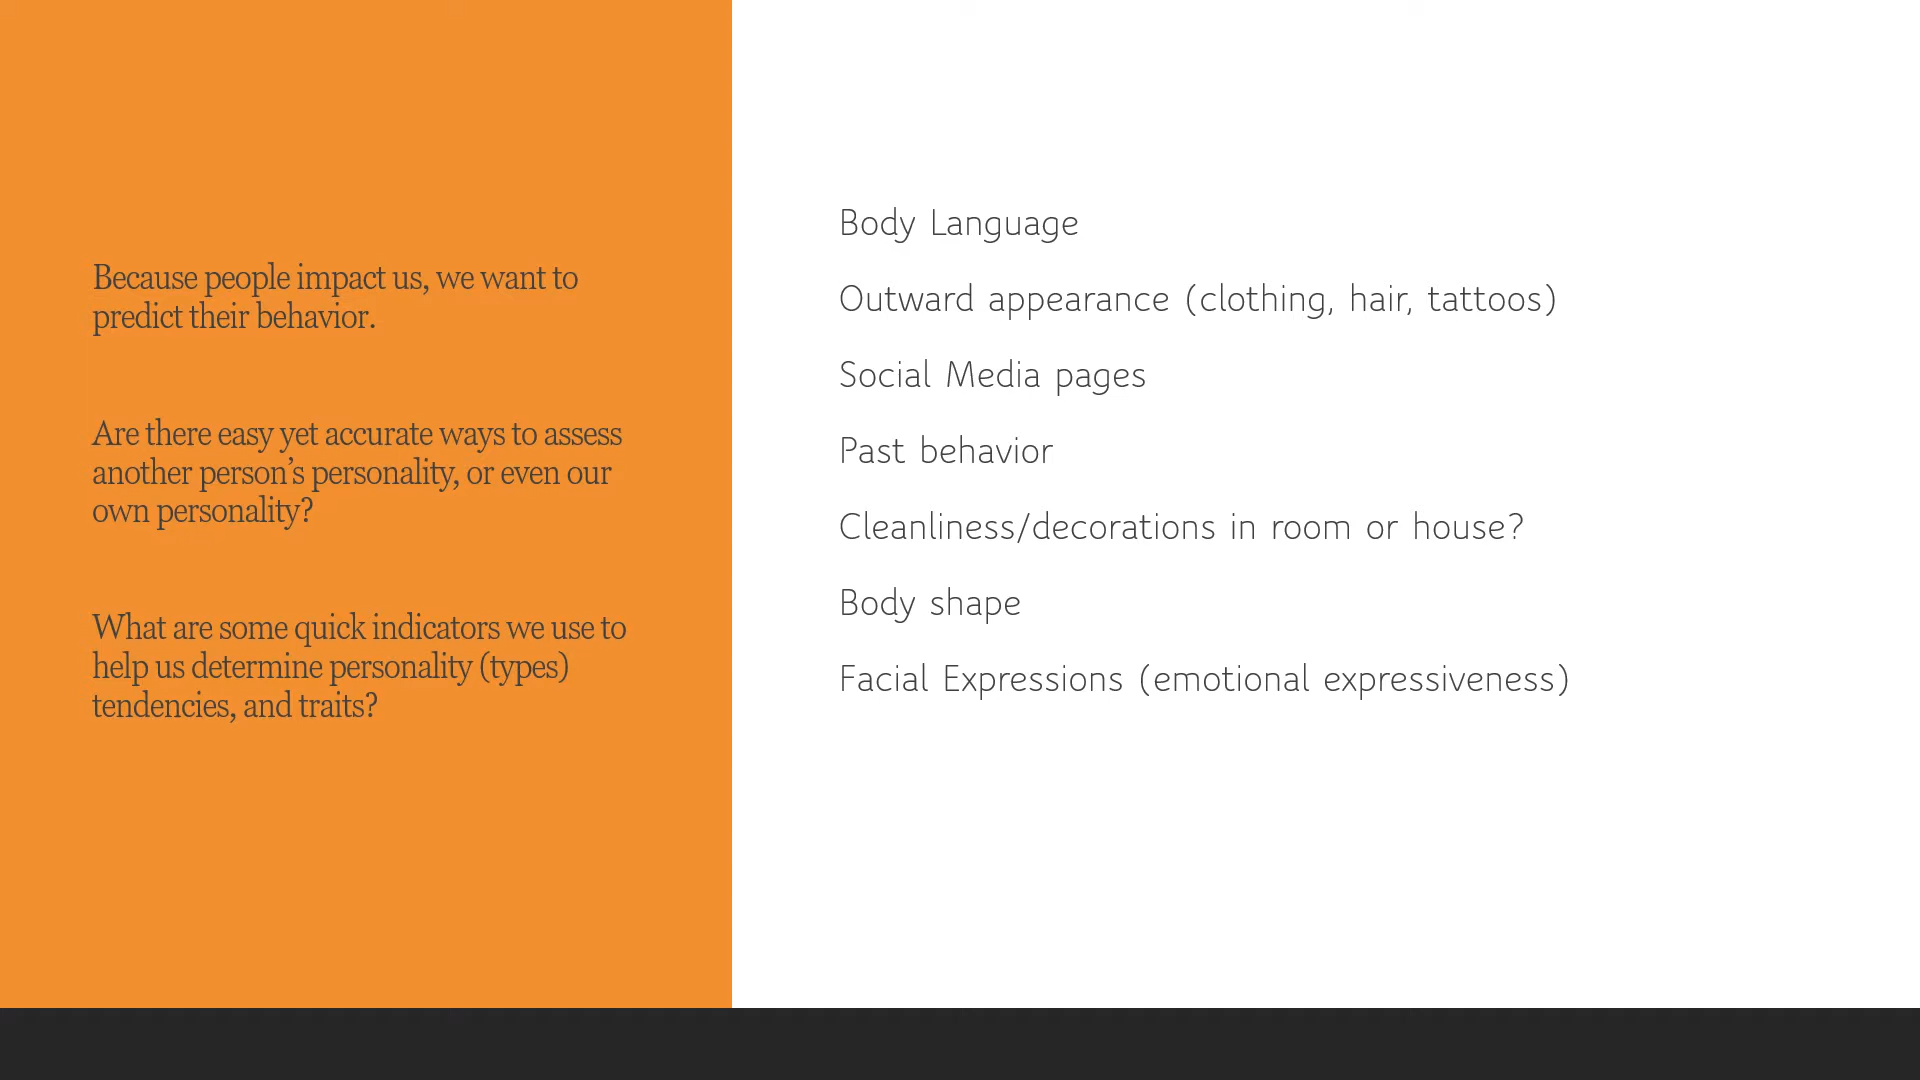 Because people impact us, we want to
predict their behavior.
Are there easy yet accurate ways to assess
another person’s personality, or even our
own personality?
What are some quick indicators we use to
help us determine personality (types)
tendencies, and traits?
Body Language
Outward appearance (clothing, hair, tattoos)
Social Media pages
Past behavior
Cleanliness/decorations in room or house?
Body shape
Facial Expressions (emotional expressiveness)